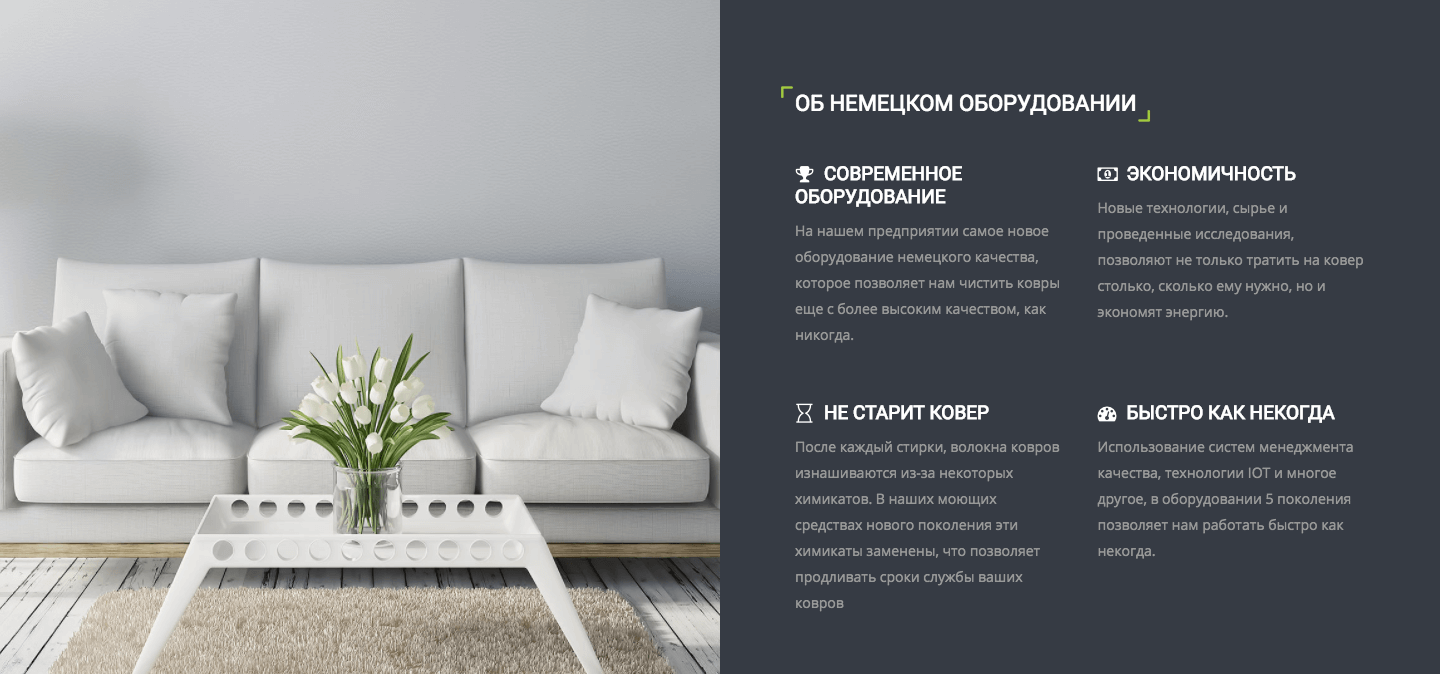 ОБ НЕМЕЦКОМ ОБОРУДОВАНИИ
СОВРЕМЕННОЕ
ОБОРУДОВАНИЕ
На нашем предприятии самое новое
оборудование немецкого качества,
которое позволяет нам чистить ковры
еще с более высоким качеством, как
никогда.
ЭКОНОМИЧНОСТЬ
Новые технологии, сырье и
проведенные исследования,
позволяют не только тратить на ковер
столько, сколько ему нужно, но и
экономят энергию.
НЕ СТАРИТ КОВЕР
После каждый стирки, волокна ковров
изнашиваются из-за некоторых
химикатов. В наших моющих
средствах нового поколения эти
химикаты заменены, что позволяет
продливать сроки службы ваших
ковров
БЫСТРО КАК НЕКОГДА
Использование систем менеджмента
качества, технологии IOT и многое
другое, в оборудовании 5 поколения
позволяет нам работать быстро как
некогда.